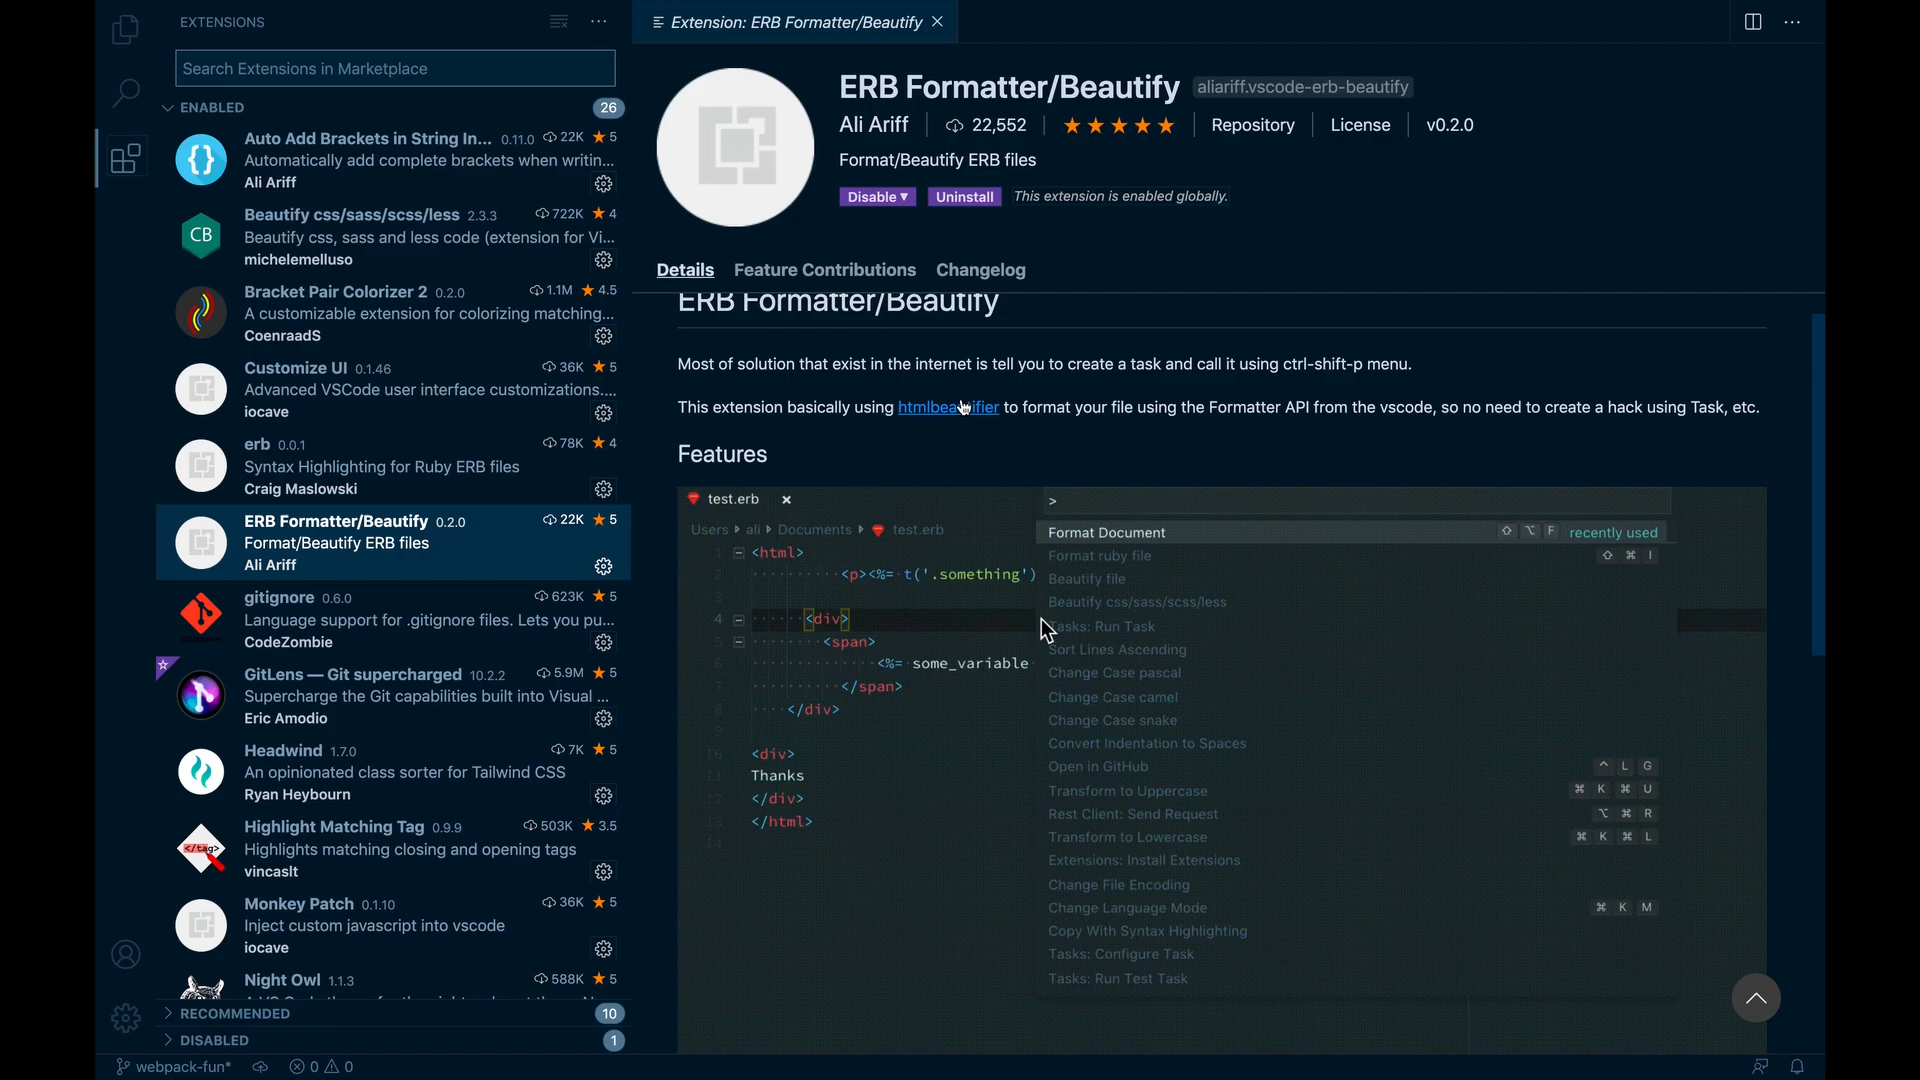 EXTENSIONS
Search Extensions in Marketplace
ENABLED 26
Auto Add Brackets in String In... 0.11.0 22K ★ 5
Automatically add complete brackets when writin...
Ali Ariff
CB
Beautify css/sass/scss/less 2.3.3 722K ★ 4
Beautify css, sass and less code (extension for Vi...
michelemelluso
Bracket Pair Colorizer 2 0.2.0 1.1M ★ 4.5
A customizable extension for colorizing matching...
CoenraadS
Customize UI 0.1.46 36K ★ 5
Advanced VSCode user interface customizations....
iocave
erb 0.0.1 78K ★ 4
Syntax Highlighting for Ruby ERB files
Craig Maslowski
ERB Formatter/Beautify 0.2.0 22K ★ 5
Format/Beautify ERB files
Ali Ariff
gitignore 0.6.0 623K ★ 5
Language support for .gitignore files. Lets you pu...
CodeZombie
GitLens — Git supercharged 10.2.2 5.9M ★ 5
Supercharge the Git capabilities built into Visual ...
Eric Amodio
Headwind 1.7.0 7K ★ 5
An opinionated class sorter for Tailwind CSS
Ryan Heybourn
</tag>
Highlight Matching Tag 0.9.9 503K ★ 3.5
Highlights matching closing and opening tags
vincaslt
Monkey Patch 0.1.10 36K ★ 5
Inject custom javascript into vscode
iocave
Night Owl 1.1.3 588K ★ 5
RECOMMENDED 10
DISABLED 1
webpack-fun* 0 0
Extension: ERB Formatter/Beautify
ERB Formatter/Beautify aliariff.vscode-erb-beautify
Ali Ariff 22,552 ★★★★★ Repository License v0.2.0
Format/Beautify ERB files
Disable▼ Uninstall This extension is enabled globally.
Details Feature Contributions Changelog
ERB Formatter/Beautify
Most of solution that exist in the internet is tell you to create a task and call it using ctrl-shift-p menu.
This extension basically using htmlbeautifier to format your file using the Formatter API from the vscode, so no need to create a hack using Task, etc.
Features
test.erb ×
Users ▸ ali ▸ Documents ▸ test.erb
1 <html>
2 <p><%= t('.something')
3
4 <div>
5 <span>
6 <%= some_variable
7 </span>
8 </div>
9
10 <div>
11 Thanks
12 </div>
13 </html>
14
>
Format Document ⇧ ⌥ F recently used
Format ruby file ⇧ ⌘ I
Beautify file
Beautify css/sass/scss/less
Tasks: Run Task
Sort Lines Ascending
Change Case pascal
Change Case camel
Change Case snake
Convert Indentation to Spaces
Open in GitHub ^ L G
Transform to Uppercase ⌘ K ⌘ U
Rest Client: Send Request ⌥ ⌘ R
Transform to Lowercase ⌘ K ⌘ L
Extensions: Install Extensions
Change File Encoding
Change Language Mode ⌘ K M
Copy With Syntax Highlighting
Tasks: Configure Task
Tasks: Run Test Task